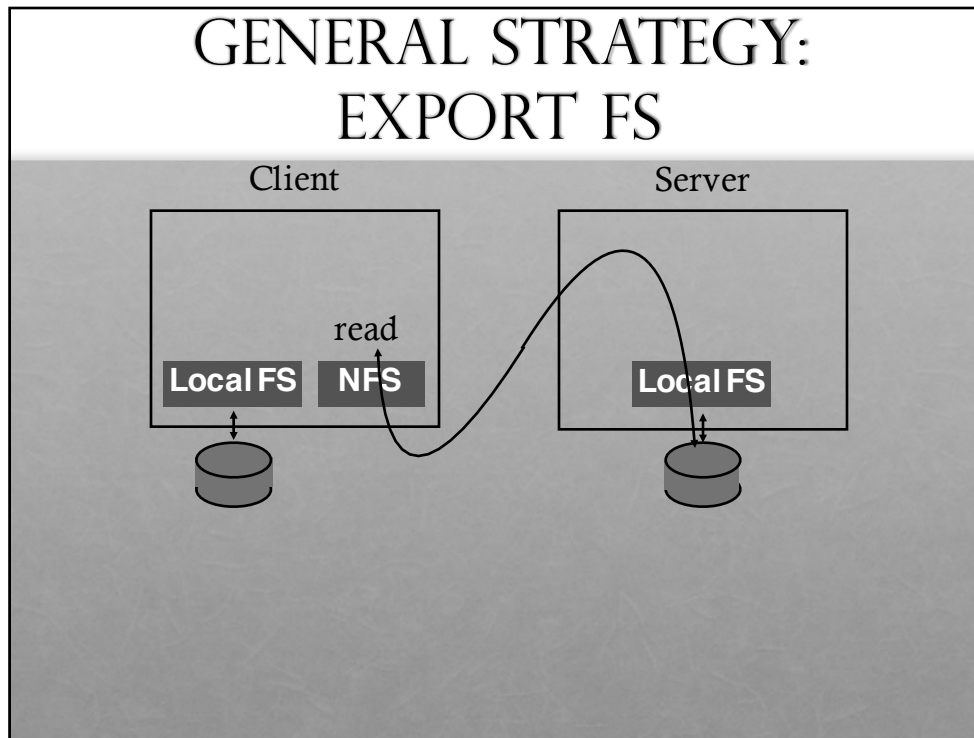 GENERAL STRATEGY:
EXPORT FS
Client
Server
read
Local FS
NFS
Local FS